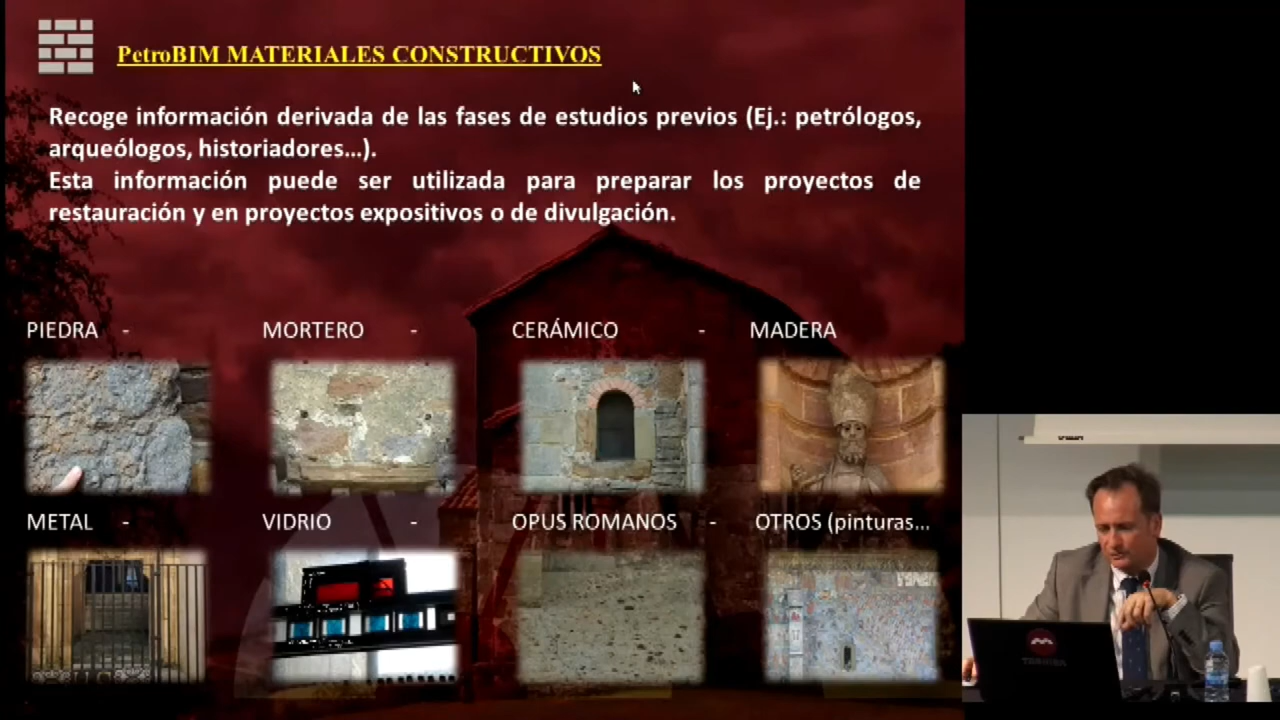 PetroBIM MATERIALES CONSTRUCTIVOS
Recoge información derivada de las fases de estudios previos (Ej.: petrólogos,
arqueólogos, historiadores...).
Esta información puede ser utilizada para preparar los proyectos de
restauración y en proyectos expositivos o de divulgación.
PIEDRA - MORTERO - CERÁMICO - MADERA
METAL - VIDRIO - OPUS ROMANOS - OTROS (pinturas...
TOSHIBA